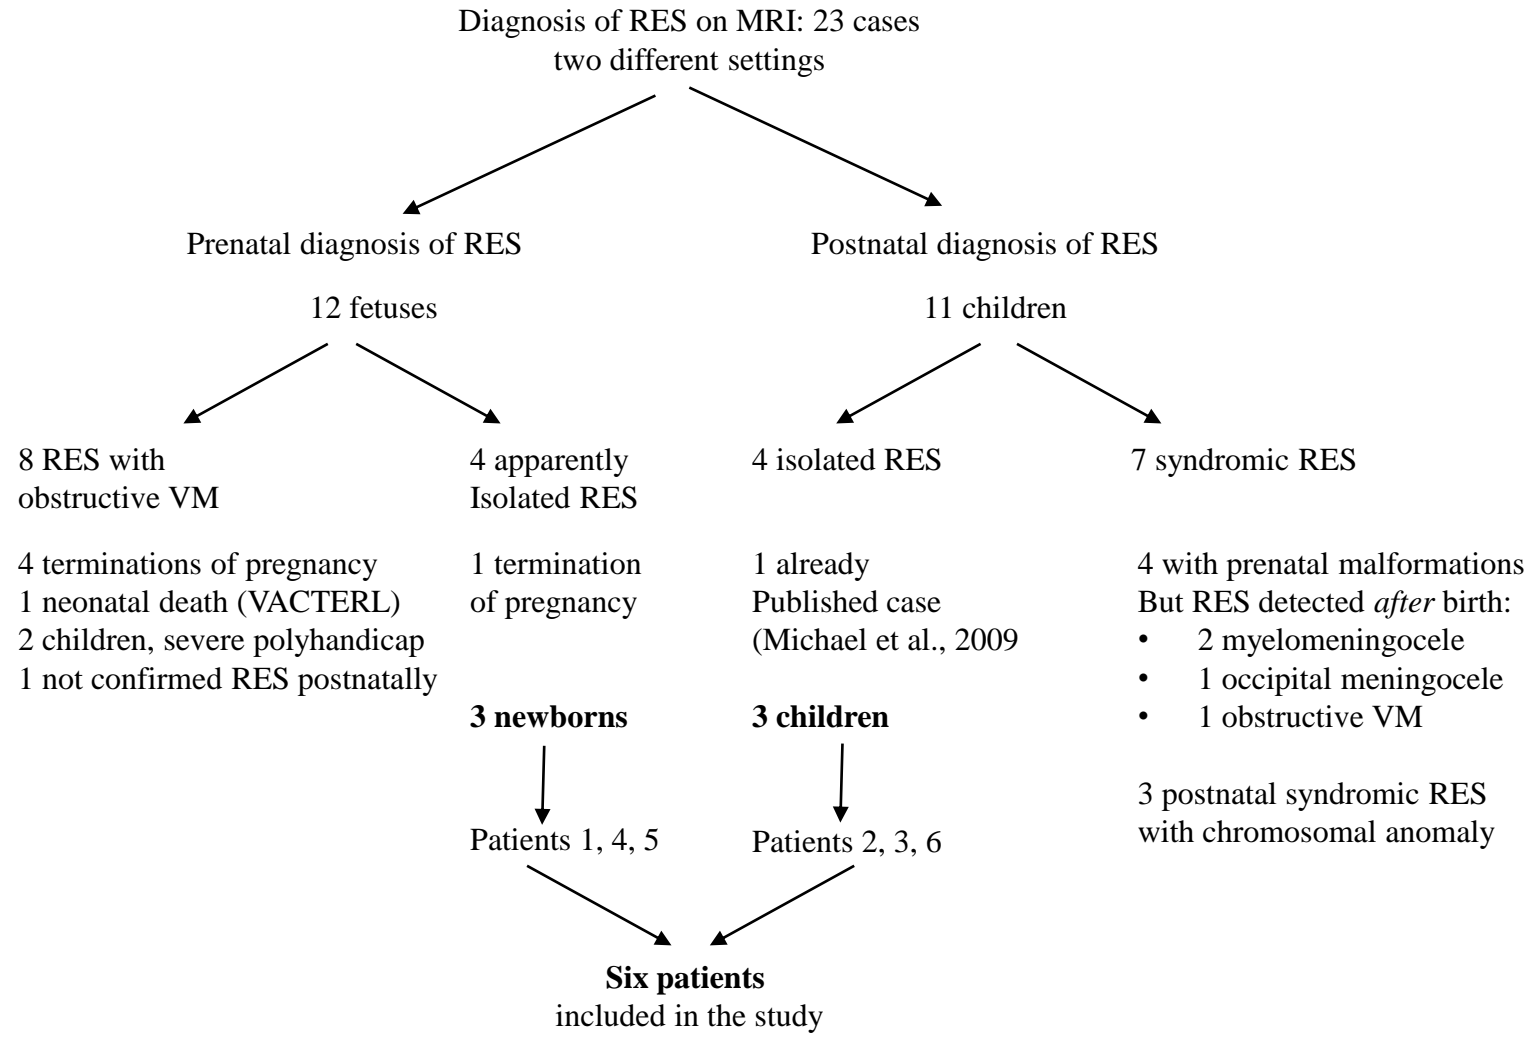 Diagnosis of RES on MRI: 23 cases
two different settings
Prenatal diagnosis of RES
12 fetuses
Postnatal diagnosis of RES
11 children
8 RES with
obstructive VM
4 terminations of pregnancy
1 neonatal death (VACTERL)
2 children, severe polyhandicap
1 not confirmed RES postnatally
4 apparently
Isolated RES
1 termination
of pregnancy
3 newborns
Patients 1, 4, 5
4 isolated RES
1 already
Published case
(Michael et al., 2009
3 children
Patients 2, 3, 6
7 syndromic RES
4 with prenatal malformations
But RES detected after birth:
• 2 myelomeningocele
• 1 occipital meningocele
• 1 obstructive VM
3 postnatal syndromic RES
with chromosomal anomaly
Six patients
included in the study